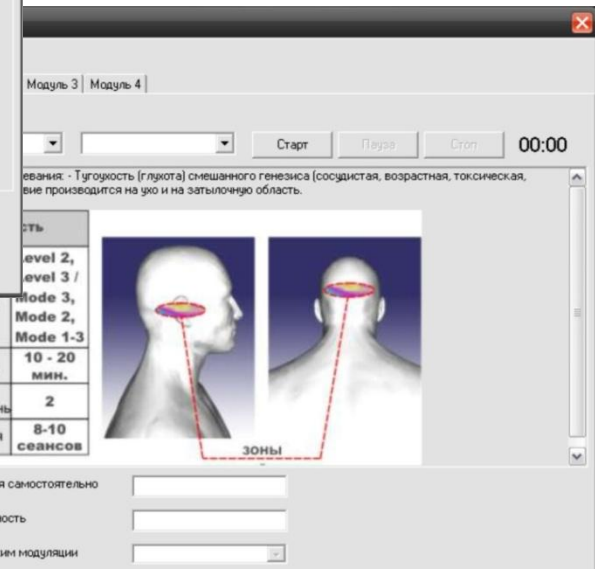 Модуль 3 Модуль 4
Старт Пауза Стоп 00:00
евания: - Тугоухость (глухота) смешанного генезиса (сосудистая, возрастная, токсическая,
вие производится на ухо и на затылочную область.
сть
Level 2,
Level 3 /
Mode 3,
Mode 2,
Mode 1-3
10 - 20
мин.
нь 2
я 8-10
сеансов
зоны
я самостоятельно
ность
им модуляции